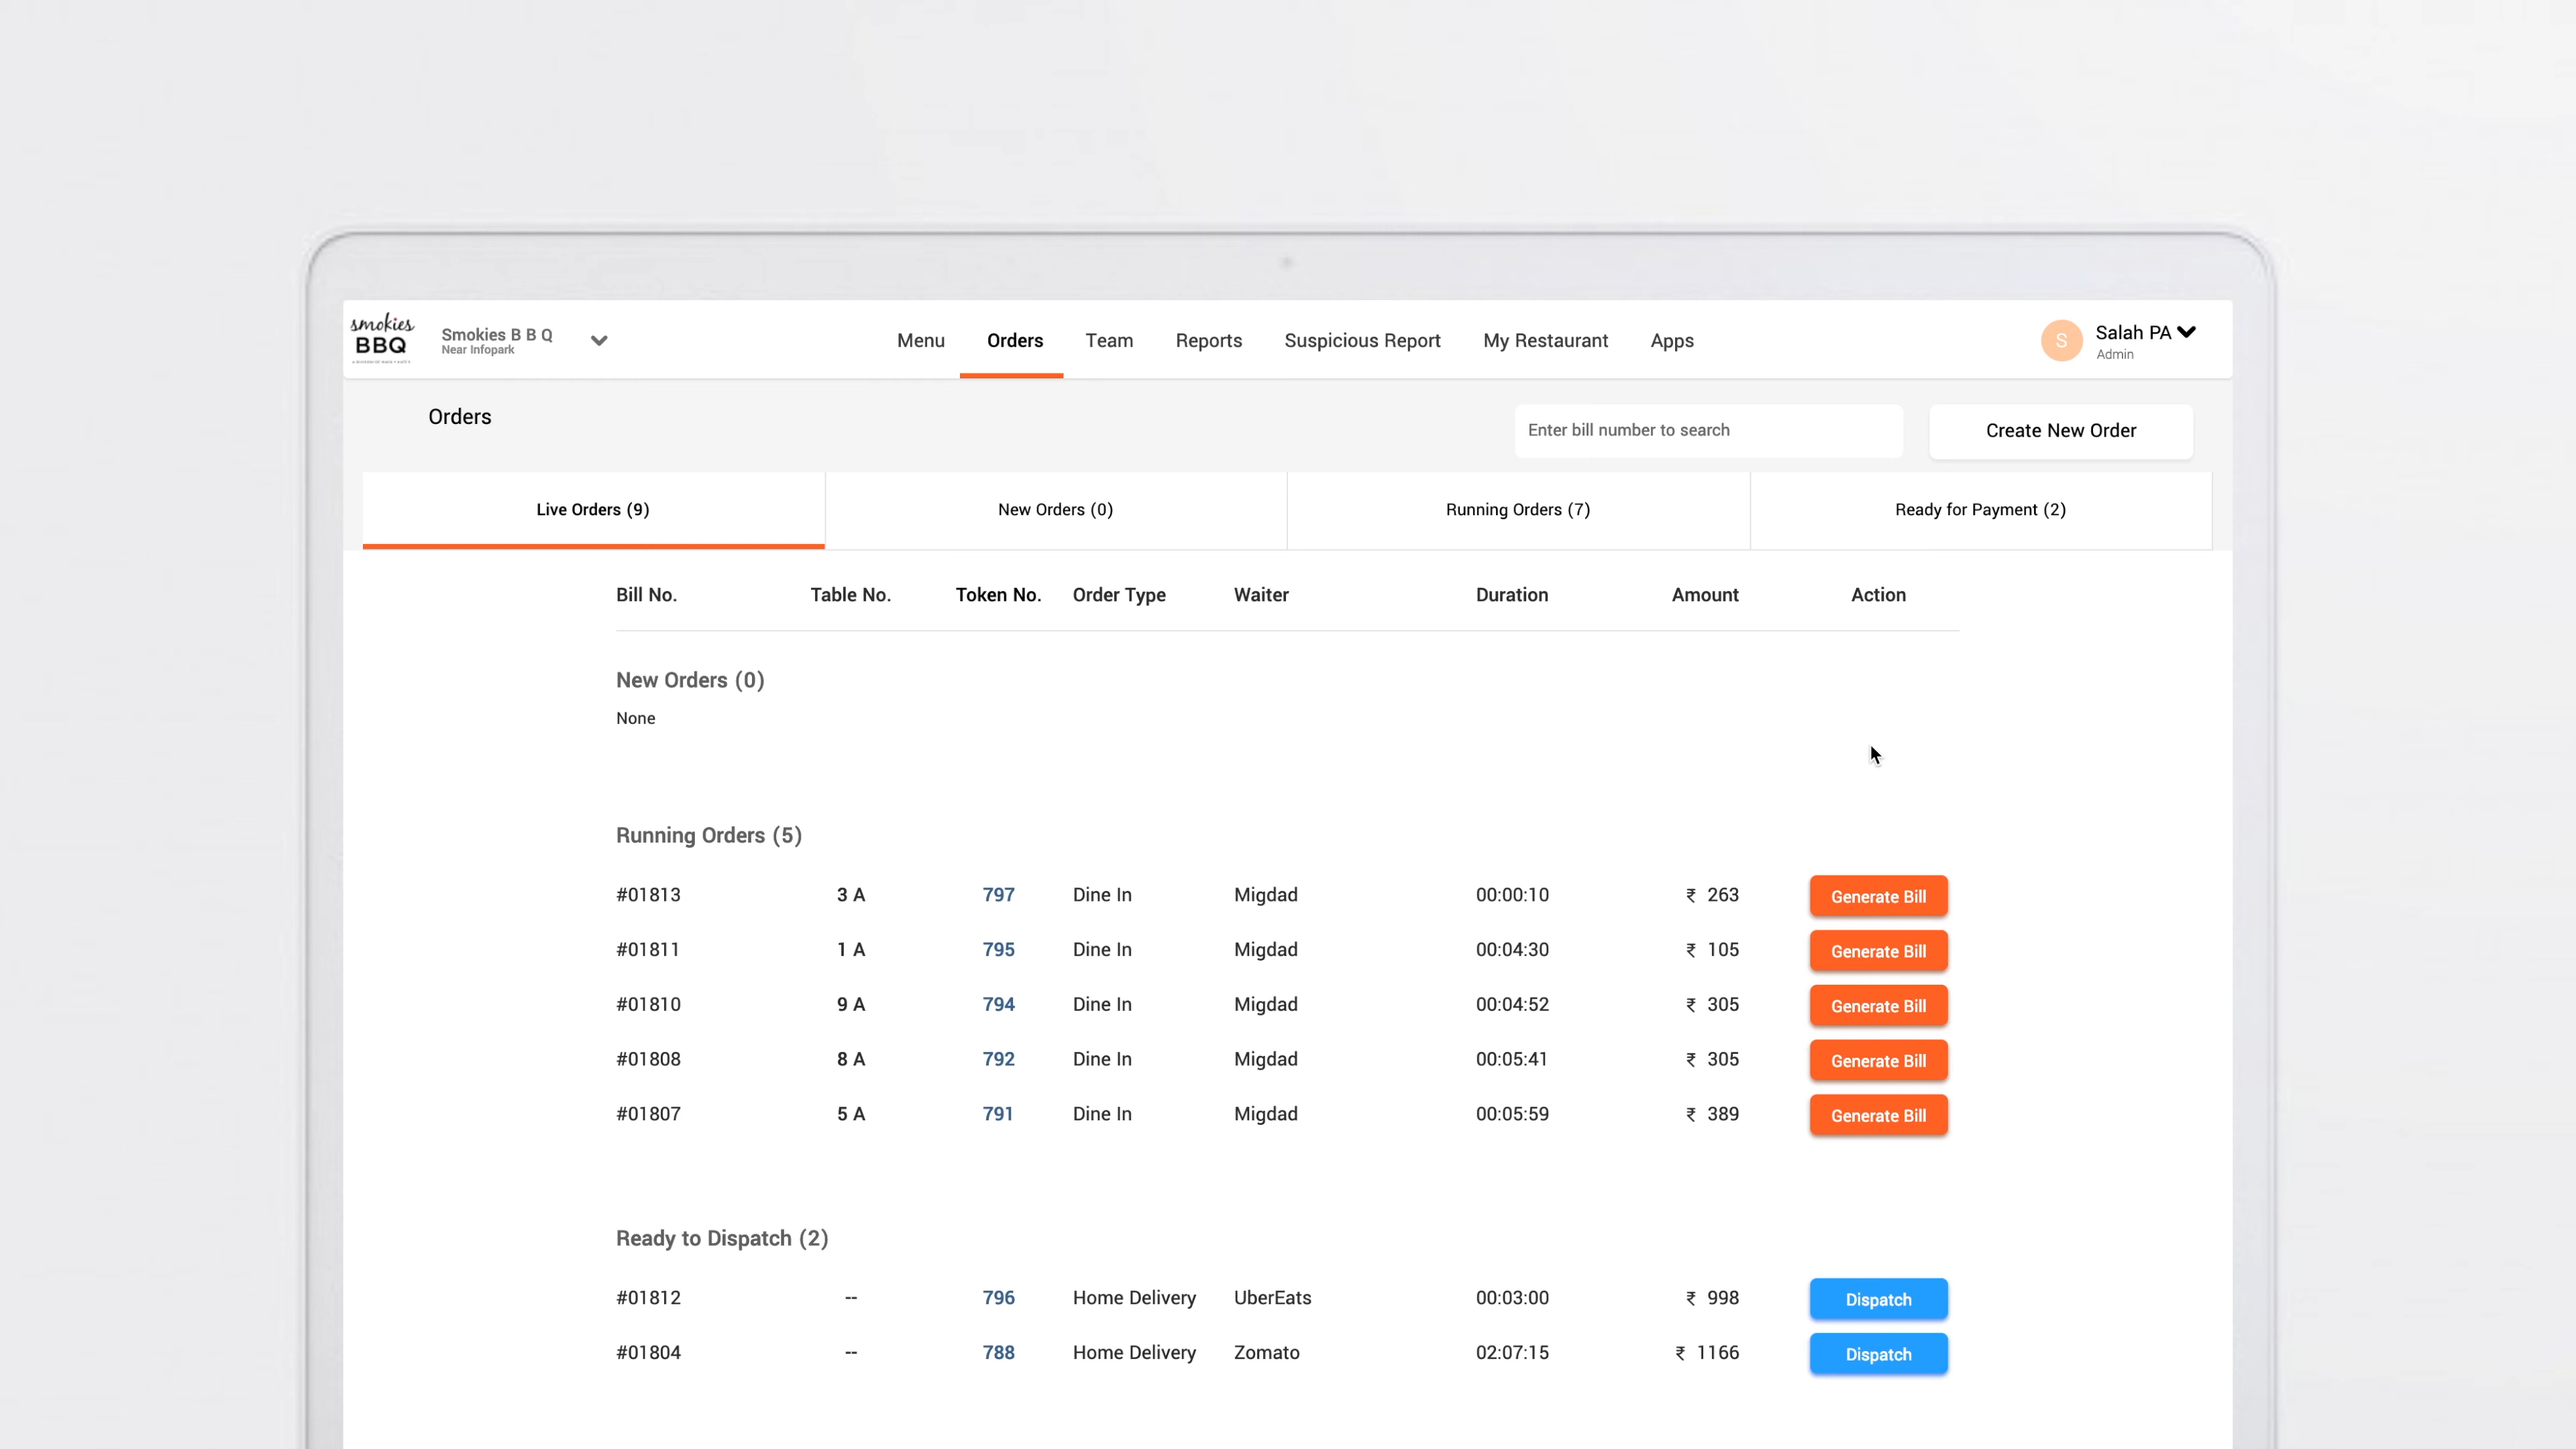 smokies
BBQ
Smokies B B Q
Near Infopark
Menu
Orders
Team
Reports
Suspicious Report
My Restaurant
Apps
S
Salah PA
Admin
Orders
Enter bill number to search
Create New Order
Live Orders (9)
New Orders (0)
Running Orders (7)
Ready for Payment (2)
Bill No. Table No. Token No. Order Type Waiter Duration Amount Action
New Orders (0)
None
Running Orders (5)
#01813 3 A 797 Dine In Migdad 00:00:10 ₹ 263 Generate Bill
#01811 1 A 795 Dine In Migdad 00:04:30 ₹ 105 Generate Bill
#01810 9 A 794 Dine In Migdad 00:04:52 ₹ 305 Generate Bill
#01808 8 A 792 Dine In Migdad 00:05:41 ₹ 305 Generate Bill
#01807 5 A 791 Dine In Migdad 00:05:59 ₹ 389 Generate Bill
Ready to Dispatch (2)
#01812 -- 796 Home Delivery UberEats 00:03:00 ₹ 998 Dispatch
#01804 -- 788 Home Delivery Zomato 02:07:15 ₹ 1166 Dispatch